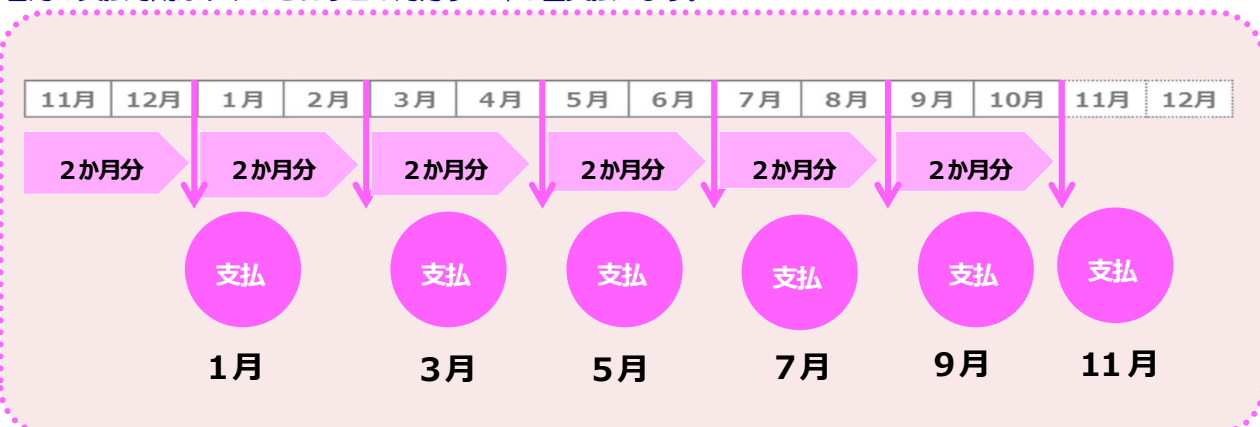 11月 12月 1月 2月 3月 4月 5月 6月 7月 8月 9月 10月 11月 12月
2か月分 2か月分 2か月分 2か月分 2か月分 2か月分
支払 支払 支払 支払 支払 支払
1月 3月 5月 7月 9月 11月